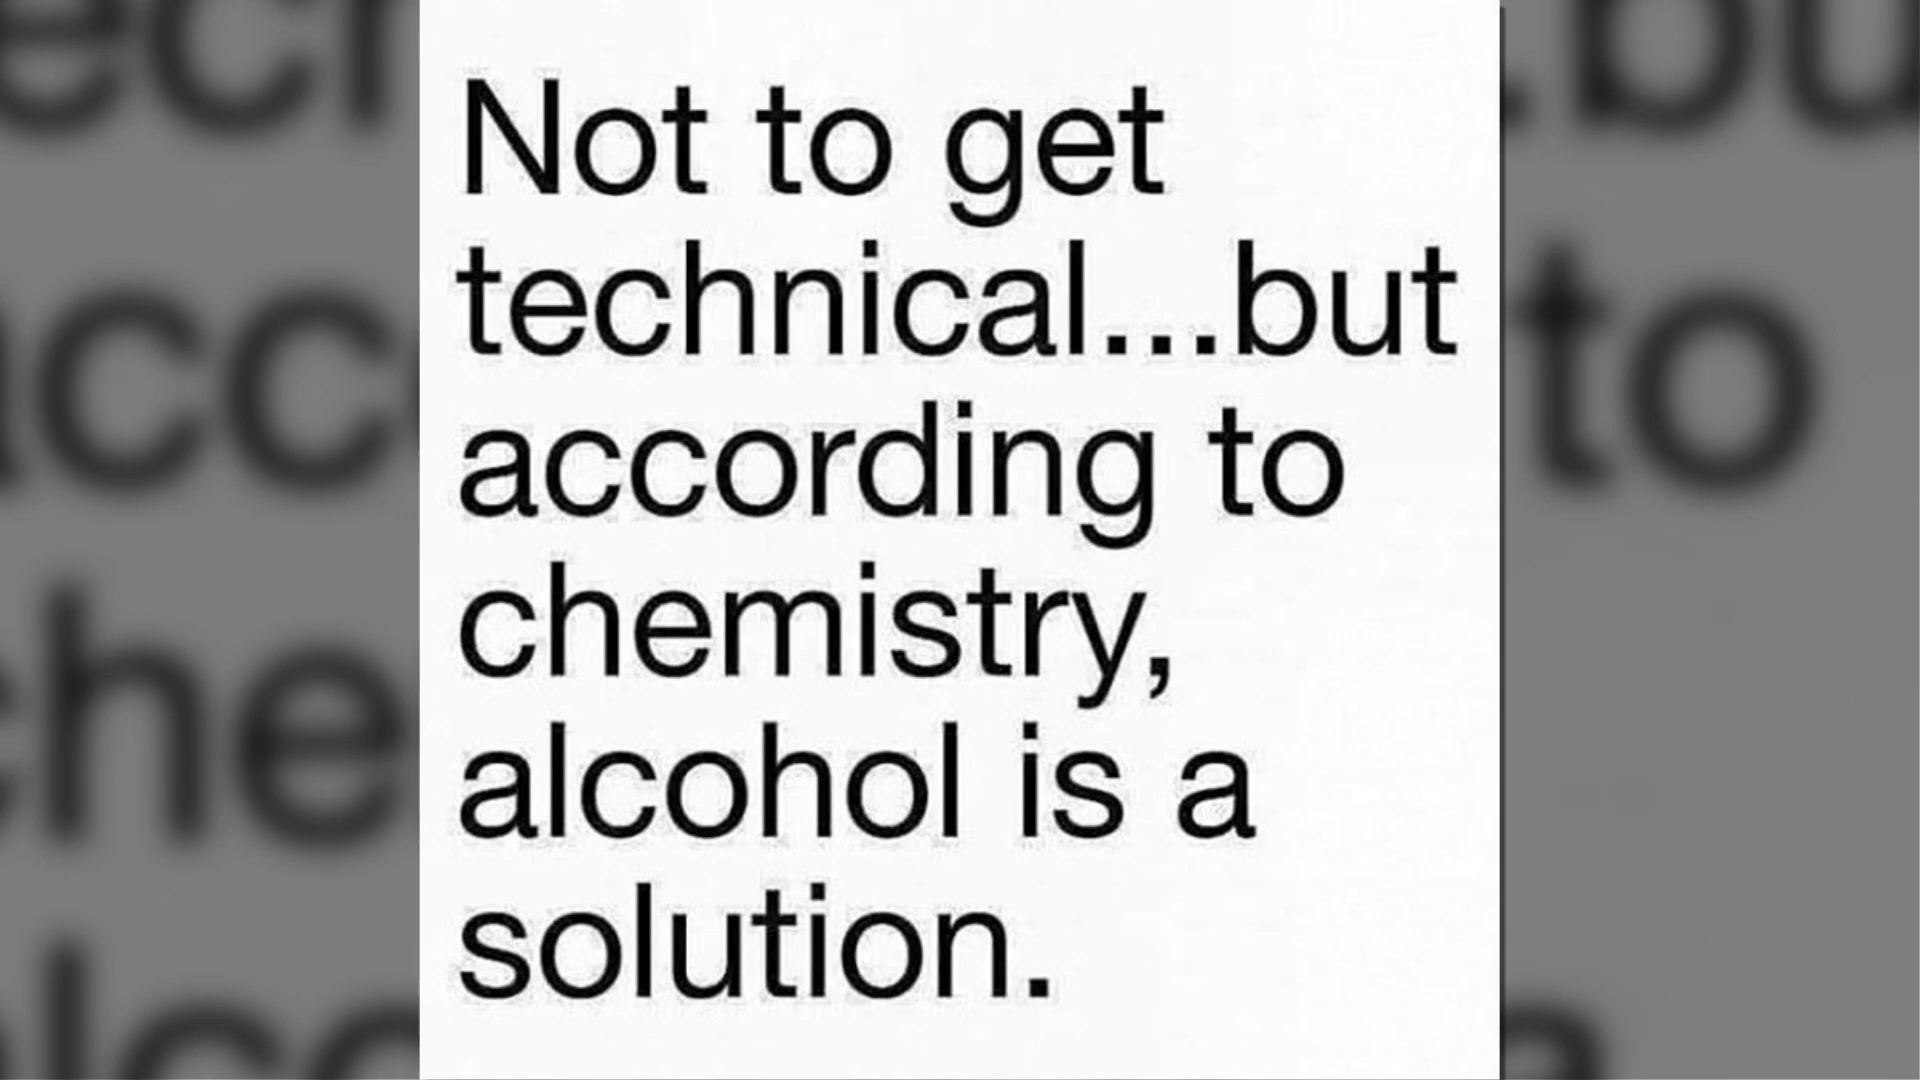 Not to get
technical...but
according to
chemistry,
alcohol is a
solution.